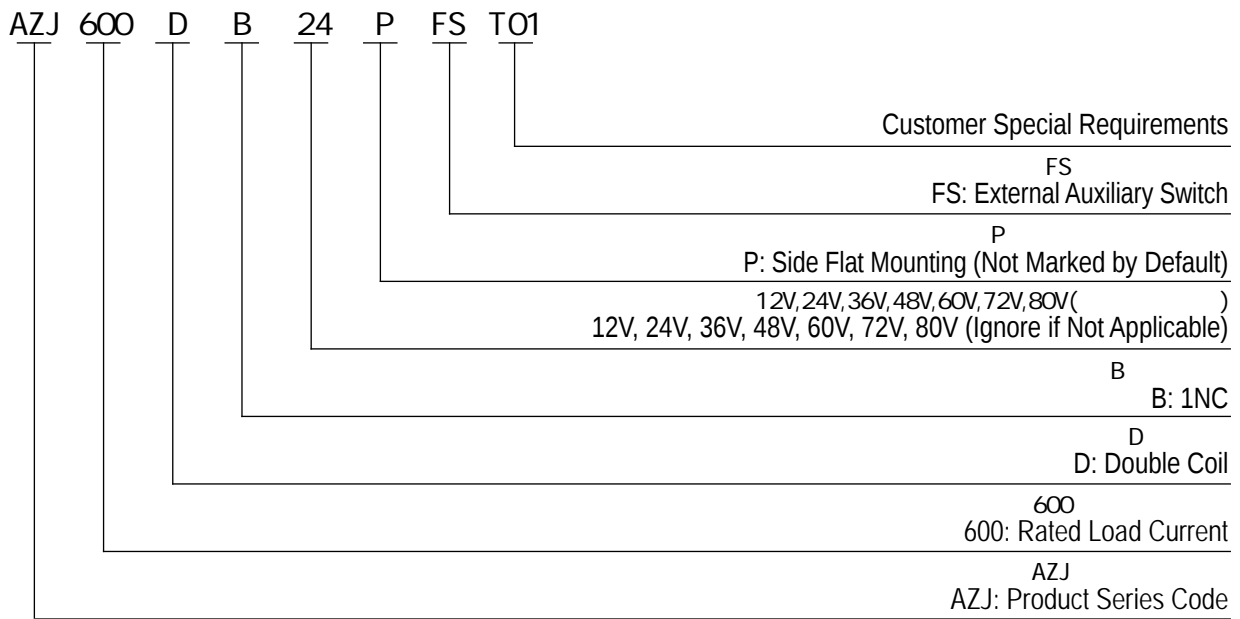 AZJ 600 D B 24 P FS T01
Customer Special Requirements
FS
FS: External Auxiliary Switch
P
P: Side Flat Mounting (Not Marked by Default)
12V,24V,36V,48V,60V,72V,80V( )
12V, 24V, 36V, 48V, 60V, 72V, 80V (Ignore if Not Applicable)
B
B: 1NC
D
D: Double Coil
600
600: Rated Load Current
AZJ
AZJ: Product Series Code